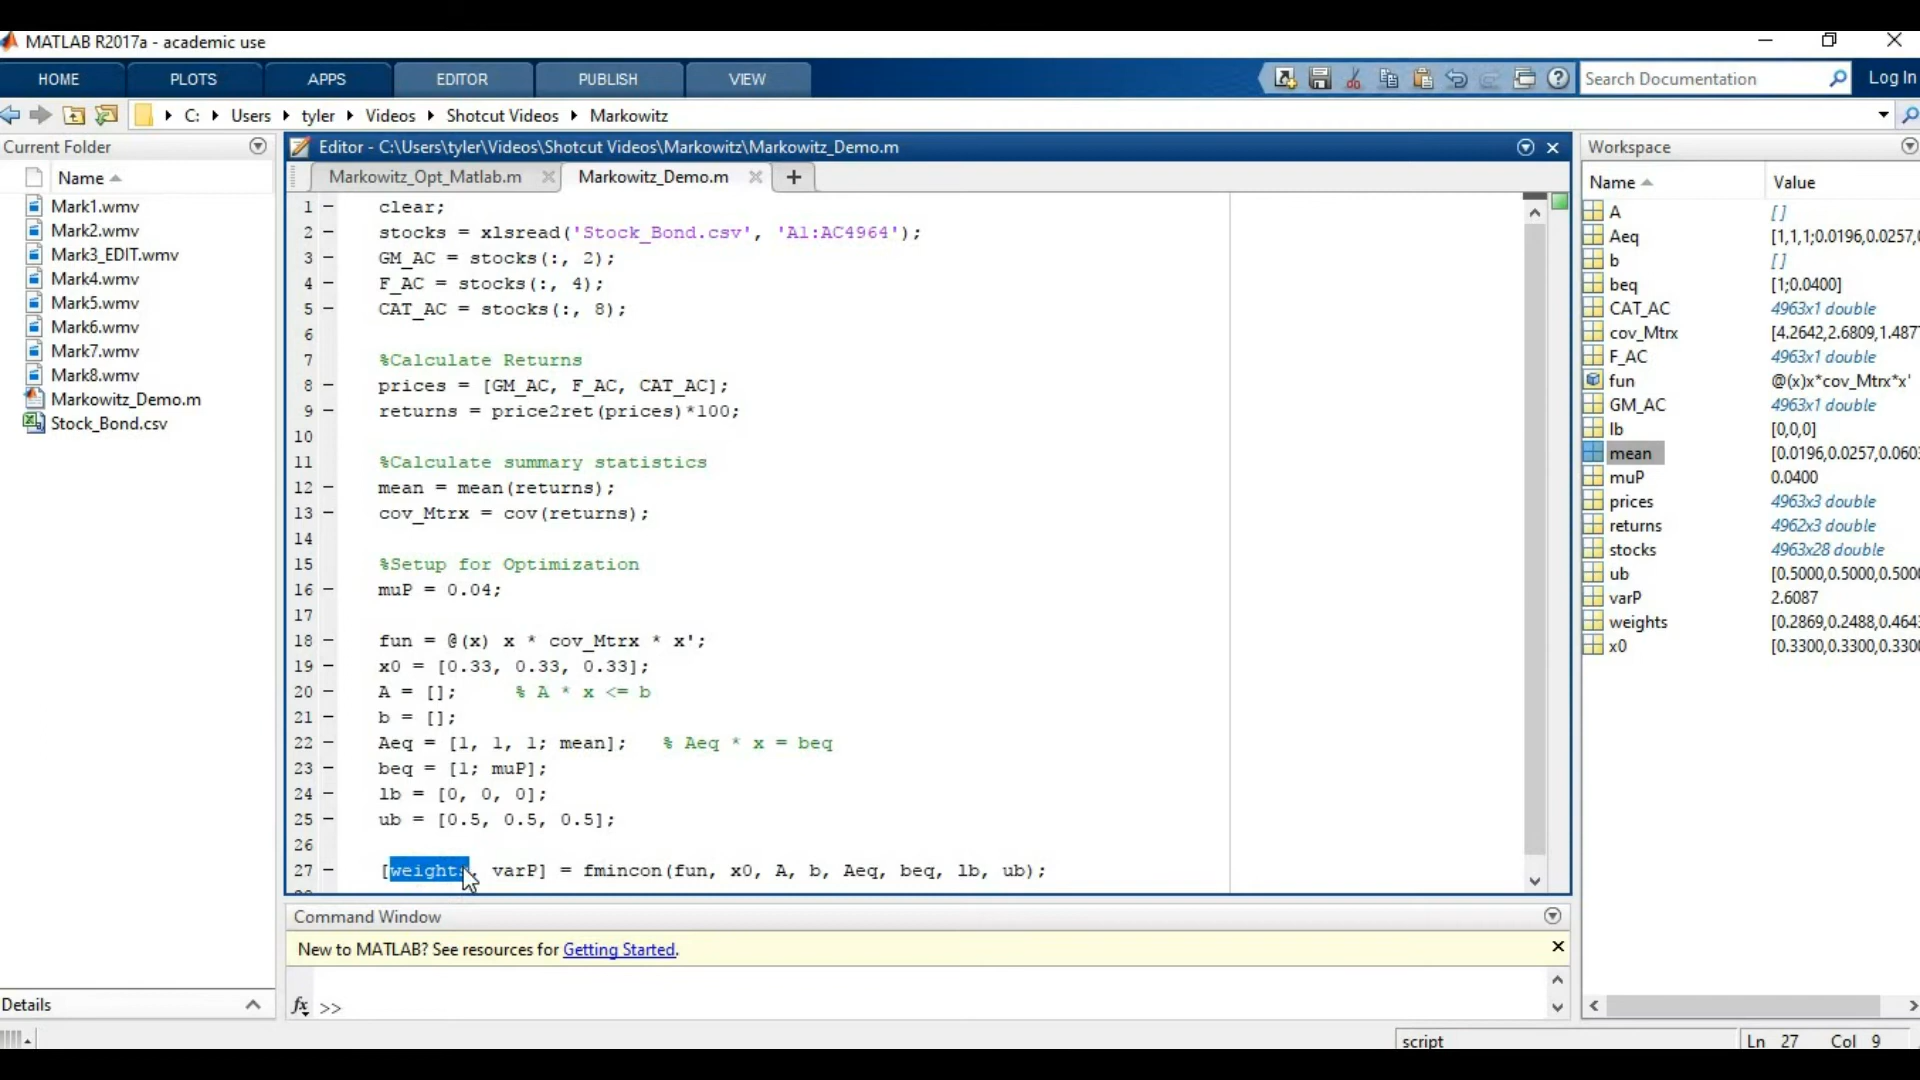 MATLAB R2017a - academic use
HOME PLOTS APPS EDITOR PUBLISH VIEW Search Documentation Log In
C: Users tyler Videos Shotcut Videos Markowitz
Current Folder
Name
Mark1.wmv
Mark2.wmv
Mark3_EDIT.wmv
Mark4.wmv
Mark5.wmv
Mark6.wmv
Mark7.wmv
Mark8.wmv
Markowitz_Demo.m
Stock_Bond.csv
Details
Editor - C:\Users\tyler\Videos\Shotcut Videos\Markowitz\Markowitz_Demo.m
Markowitz_Opt_Matlab.m Markowitz_Demo.m
1 clear;
2 stocks = xlsread('Stock_Bond.csv', 'A1:AC4964');
3 GM_AC = stocks(:, 2);
4 F_AC = stocks(:, 4);
5 CAT_AC = stocks(:, 8);
6
7 %Calculate Returns
8 prices = [GM_AC, F_AC, CAT_AC];
9 returns = price2ret(prices)*100;
10
11 %Calculate summary statistics
12 mean = mean(returns);
13 cov_Mtrx = cov(returns);
14
15 %Setup for Optimization
16 muP = 0.04;
17
18 fun = @(x) x * cov_Mtrx * x';
19 x0 = [0.33, 0.33, 0.33];
20 A = []; % A * x <= b
21 b = [];
22 Aeq = [1, 1, 1; mean]; % Aeq * x = beq
23 beq = [1; muP];
24 lb = [0, 0, 0];
25 ub = [0.5, 0.5, 0.5];
26
27 [weights, varP] = fmincon(fun, x0, A, b, Aeq, beq, lb, ub);
Command Window
New to MATLAB? See resources for Getting Started.
fx >>
Workspace
Name Value
A []
Aeq [1,1,1;0.0196,0.0257,0
b []
beq [1;0.0400]
CAT_AC 4963x1 double
cov_Mtrx [4.2642,2.6809,1.4877
F_AC 4963x1 double
fun @(x)x*cov_Mtrx*x'
GM_AC 4963x1 double
lb [0,0,0]
mean [0.0196,0.0257,0.0603
muP 0.0400
prices 4963x3 double
returns 4962x3 double
stocks 4963x28 double
ub [0.5000,0.5000,0.5000
varP 2.6087
weights [0.2869,0.2488,0.4643
x0 [0.3300,0.3300,0.3300
script Ln 27 Col 9